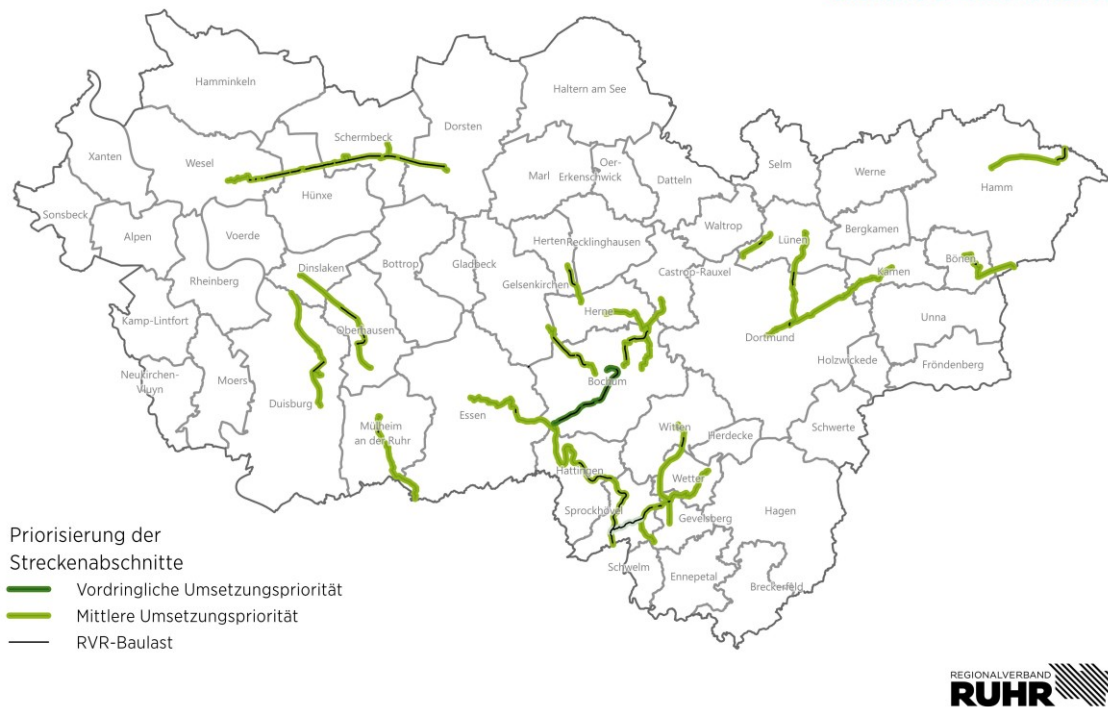 Hamminkeln
Haltern am See
Schermbeck
Dorsten
Xanten
Wesel
Marl
Oer-
Erkenschwick
Datteln
Selm
Werne
Hamm
Hünxe
Sonsbeck
Alpen
Voerde
Waltrop
Lünen
Bergkamen
Herten
Recklinghausen
Dinslaken
Bottrop
Gladbeck
Castrop-Rauxel
Kamen
Bönen
Rheinberg
Gelsenkirchen
Kamp-Lintfort
Oberhausen
Herne
Unna
Dortmund
Holzwickede
Fröndenberg
Neukirchen-
Vluyn
Moers
Bochum
Duisburg
Essen
Mülheim
an der Ruhr
Witten
Herdecke
Schwerte
Hattingen
Wetter
Sprockhövel
Gevelsberg
Hagen
Schwelm
Ennepetal
Breckerfeld
Priorisierung der
Streckenabschnitte
Vordringliche Umsetzungspriorität
Mittlere Umsetzungspriorität
RVR-Baulast
REGIONALVERBAND
RUHR